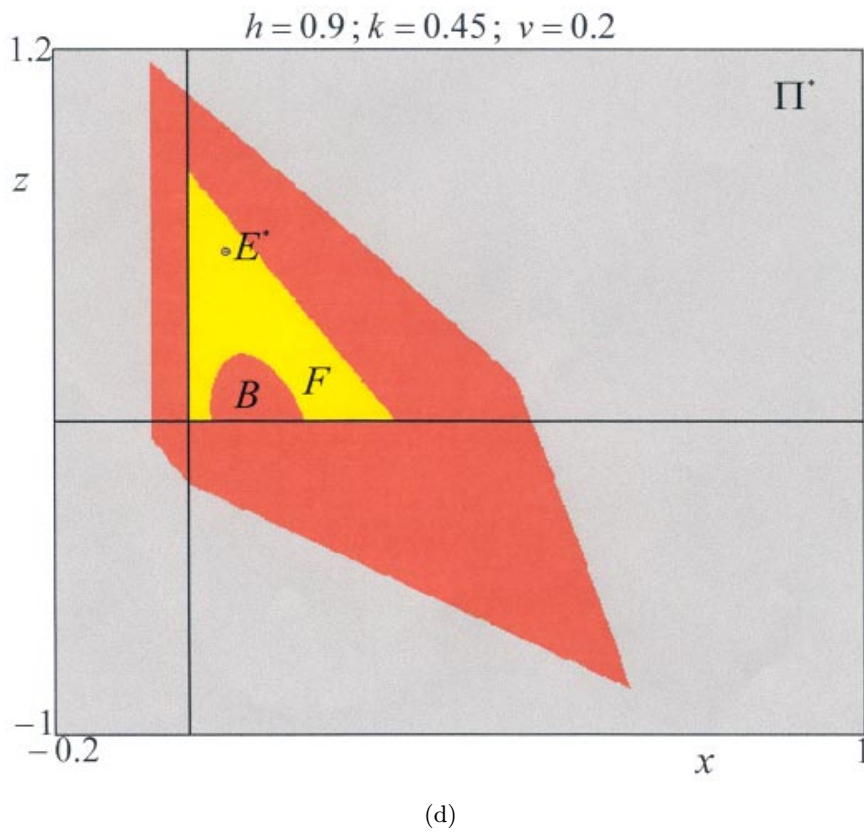 h = 0.9 ; k = 0.45 ; v = 0.2
1.2
Π*
z
E*
F
B
−1
−0.2
1
x
(d)